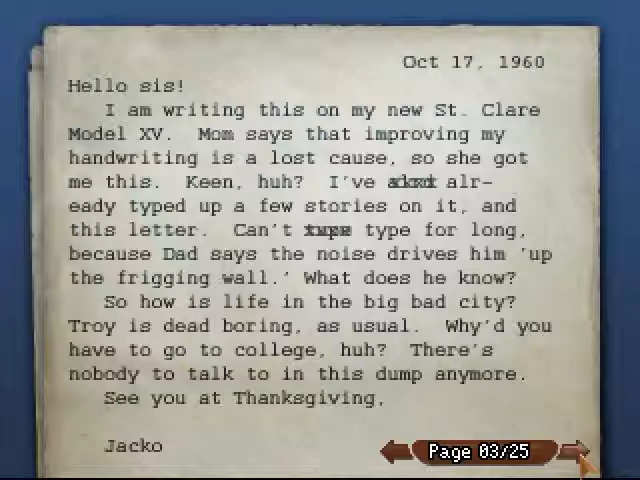 Oct 17, 1960
Hello sis!
I am writing this on my new St. Clare
Model XV. Mom says that improving my
handwriting is a lost cause, so she got
me this. Keen, huh? I've alr-
eady typed up a few stories on it, and
this letter. Can't type for long,
because Dad says the noise drives him 'up
the frigging wall.' What does he know?
So how is life in the big bad city?
Troy is dead boring, as usual. Why'd you
have to go to college, huh? There's
nobody to talk to in this dump anymore.
See you at Thanksgiving.
Jacko
Page 03/25